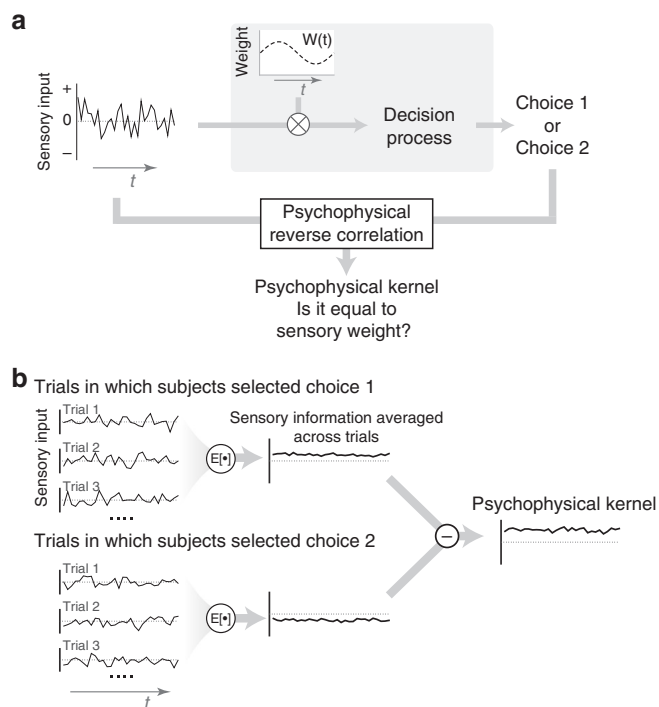 a
Sensory input
+
0
–
t
Weight
W(t)
t
Decision
process
Choice 1
or
Choice 2
Psychophysical
reverse correlation
Psychophysical kernel
Is it equal to
sensory weight?
b
Trials in which subjects selected choice 1
Sensory input
Trial 1
Trial 2
Trial 3
E[•]
Sensory information averaged
across trials
Psychophysical kernel
–
Trials in which subjects selected choice 2
Trial 1
Trial 2
Trial 3
E[•]
t